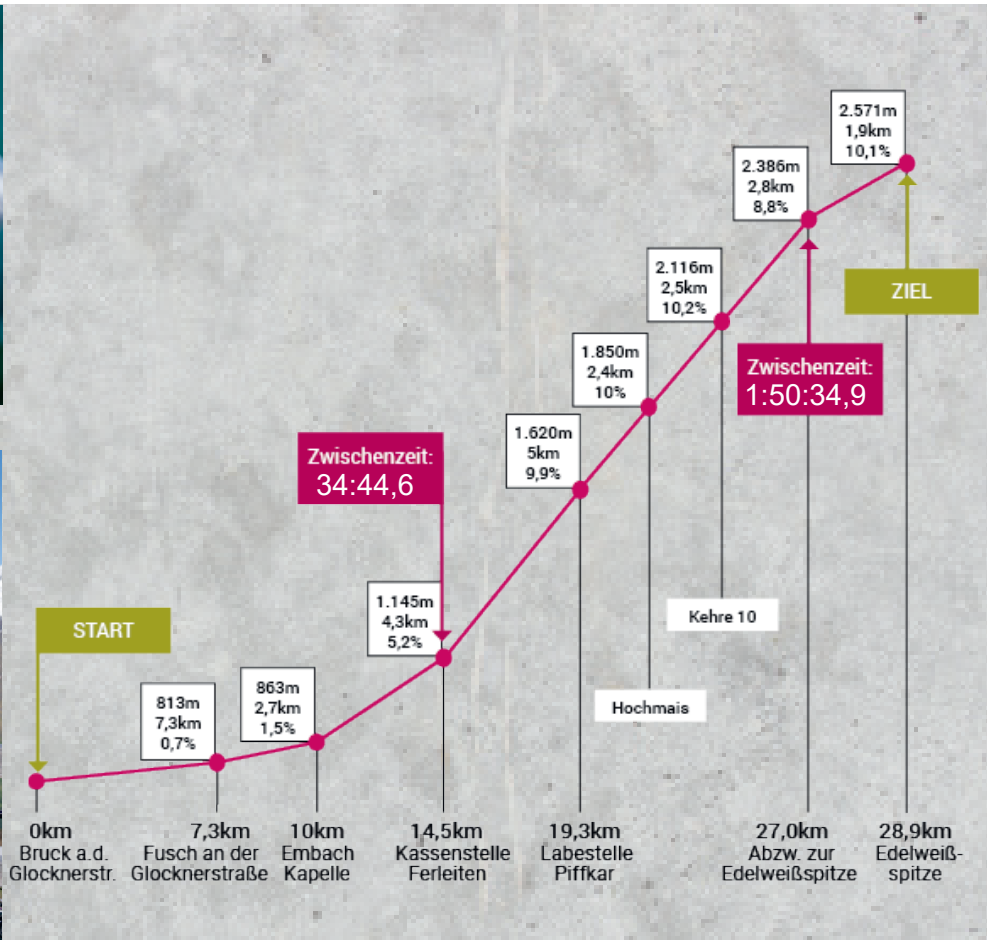 2.571m
1,9km
10,1%
2.386m
2,8km
8,8%
ZIEL
2.116m
2,5km
10,2%
1.850m
2,4km
10%
Zwischenzeit:
1:50:34,9
1.620m
5km
9,9%
Zwischenzeit:
34:44,6
1.145m
4,3km
5,2%
START
Kehre 10
813m
7,3km
0,7%
863m
2,7km
1,5%
Hochmais
0km
Bruck a.d.
Glocknerstr.
7,3km
Fusch an der
Glocknerstraße
10km
Embach
Kapelle
14,5km
Kassenstelle
Ferleiten
19,3km
Labestelle
Piffkar
27,0km
Abzw. zur
Edelweißspitze
28,9km
Edelweiß-
spitze